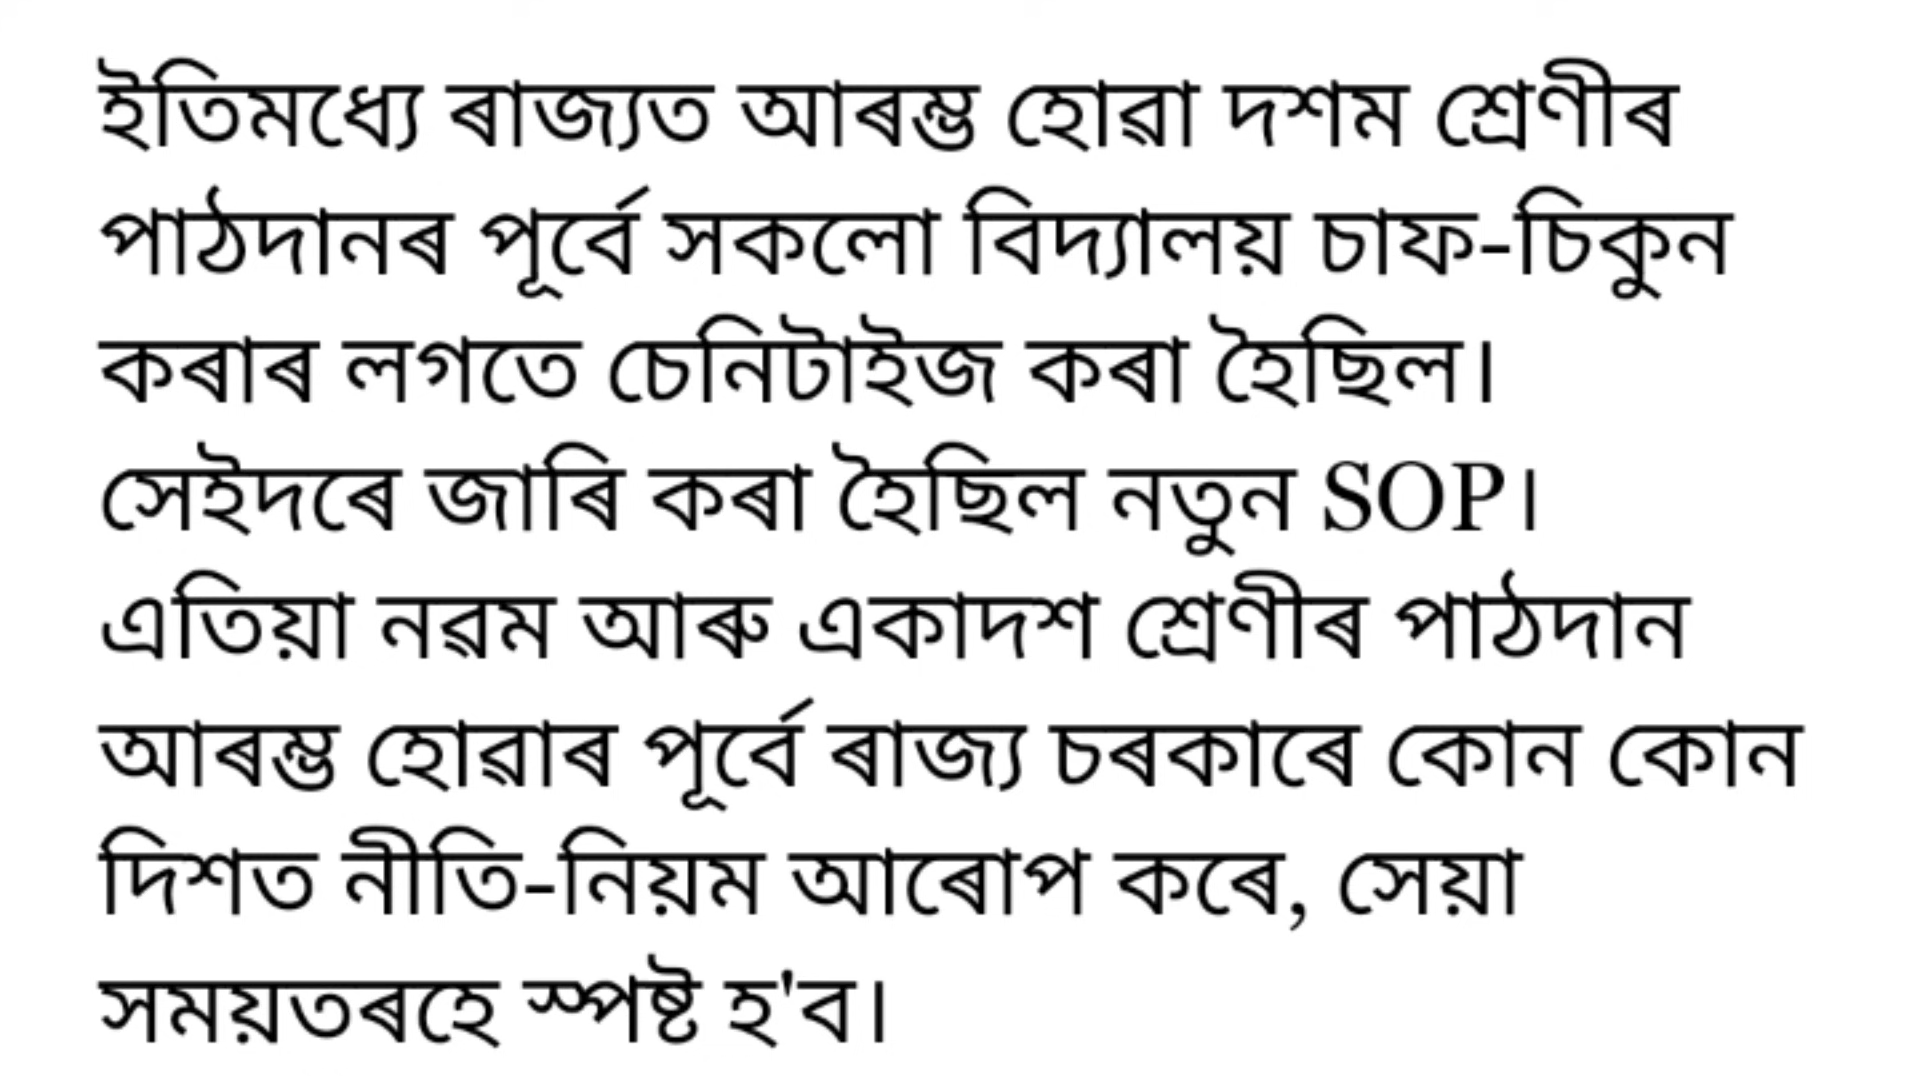 ইতিমধ্যে ৰাজ্যত আৰম্ভ হোৱা দশম শ্ৰেণীৰ
পাঠদানৰ পূৰ্বে সকলো বিদ্যালয় চাফ-চিকুন
কৰাৰ লগতে চেনিটাইজ কৰা হৈছিল।
সেইদৰে জাৰি কৰা হৈছিল নতুন SOP।
এতিয়া নৱম আৰু একাদশ শ্ৰেণীৰ পাঠদান
আৰম্ভ হোৱাৰ পূৰ্বে ৰাজ্য চৰকাৰে কোন কোন
দিশত নীতি-নিয়ম আৰোপ কৰে, সেয়া
সময়তৰহে স্পষ্ট হ'ব।